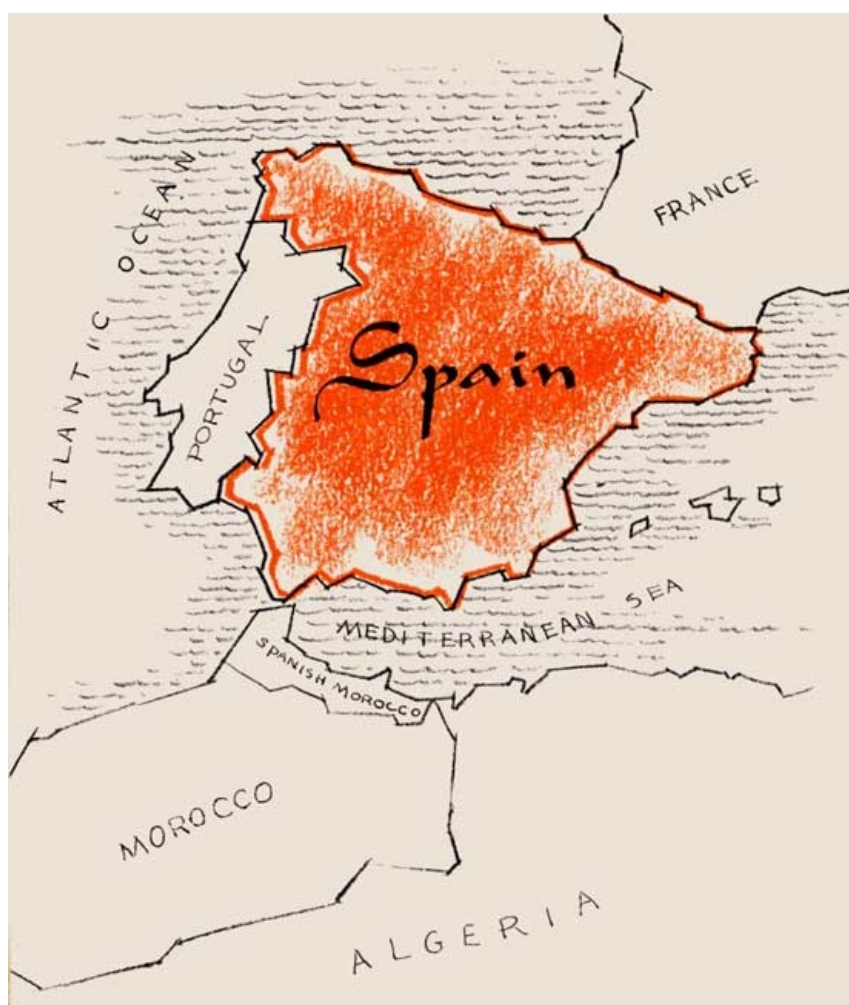 ATLANTIC OCEAN
FRANCE
PORTUGAL
Spain
MEDITERRANEAN SEA
SPANISH MOROCCO
MOROCCO
ALGERIA